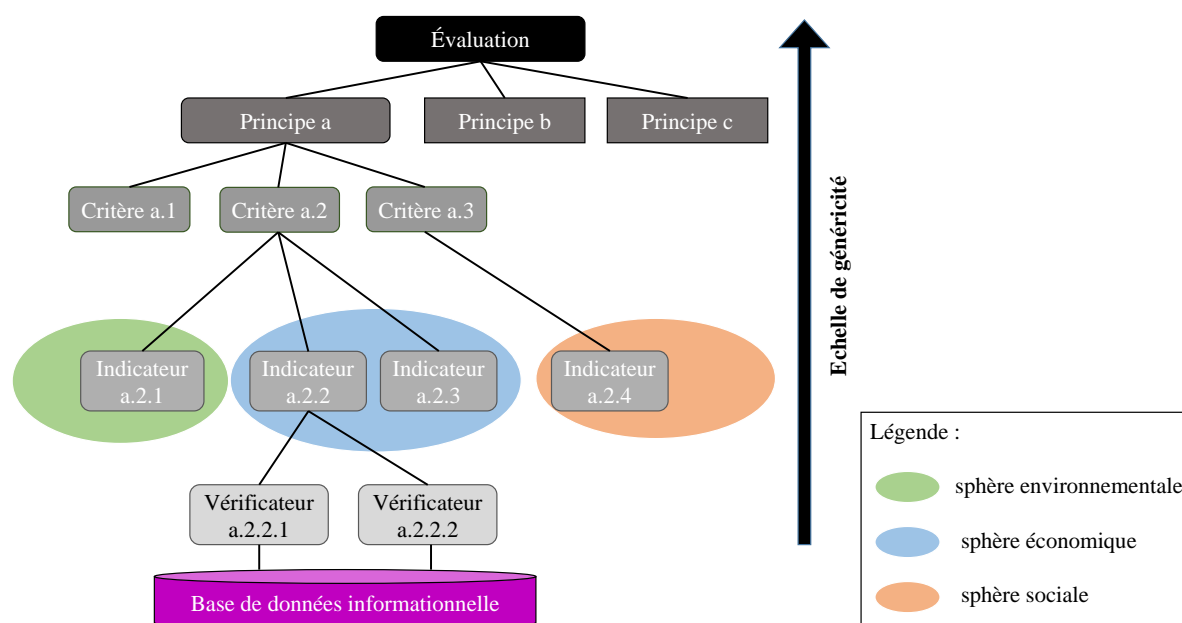 Évaluation
Principe a
Principe b
Principe c
Critère a.1
Critère a.2
Critère a.3
Echelle de généricité
Indicateur
a.2.1
Indicateur
a.2.2
Indicateur
a.2.3
Indicateur
a.2.4
Vérificateur
a.2.2.1
Vérificateur
a.2.2.2
Base de données informationnelle
Légende :
sphère environnementale
sphère économique
sphère sociale